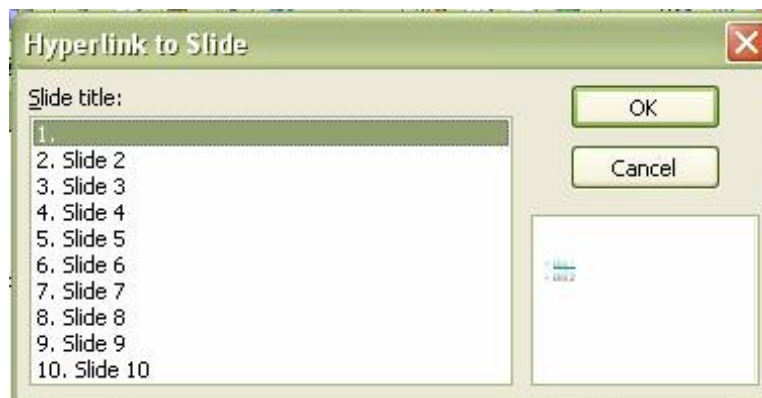 Hyperlink to Slide
Slide title:
1.
2. Slide 2
3. Slide 3
4. Slide 4
5. Slide 5
6. Slide 6
7. Slide 7
8. Slide 8
9. Slide 9
10. Slide 10
OK
Cancel